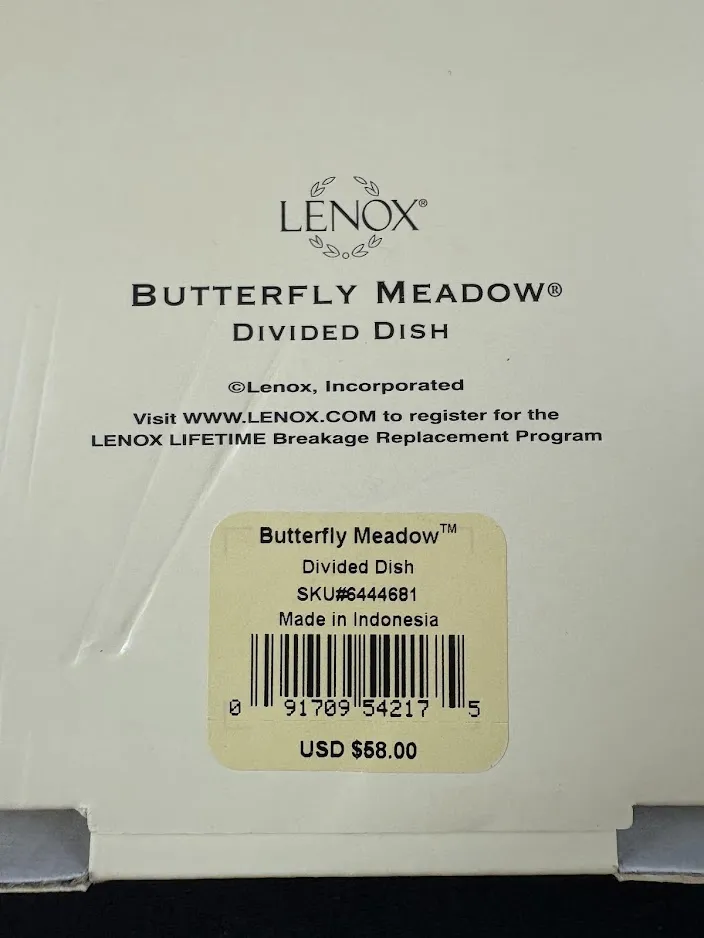 LENOX®
BUTTERFLY MEADOW®
DIVIDED DISH
©Lenox, Incorporated
Visit WWW.LENOX.COM to register for the
LENOX LIFETIME Breakage Replacement Program
Butterfly Meadow™
Divided Dish
SKU#6444681
Made in Indonesia
0 91709 54217 5
USD $58.00